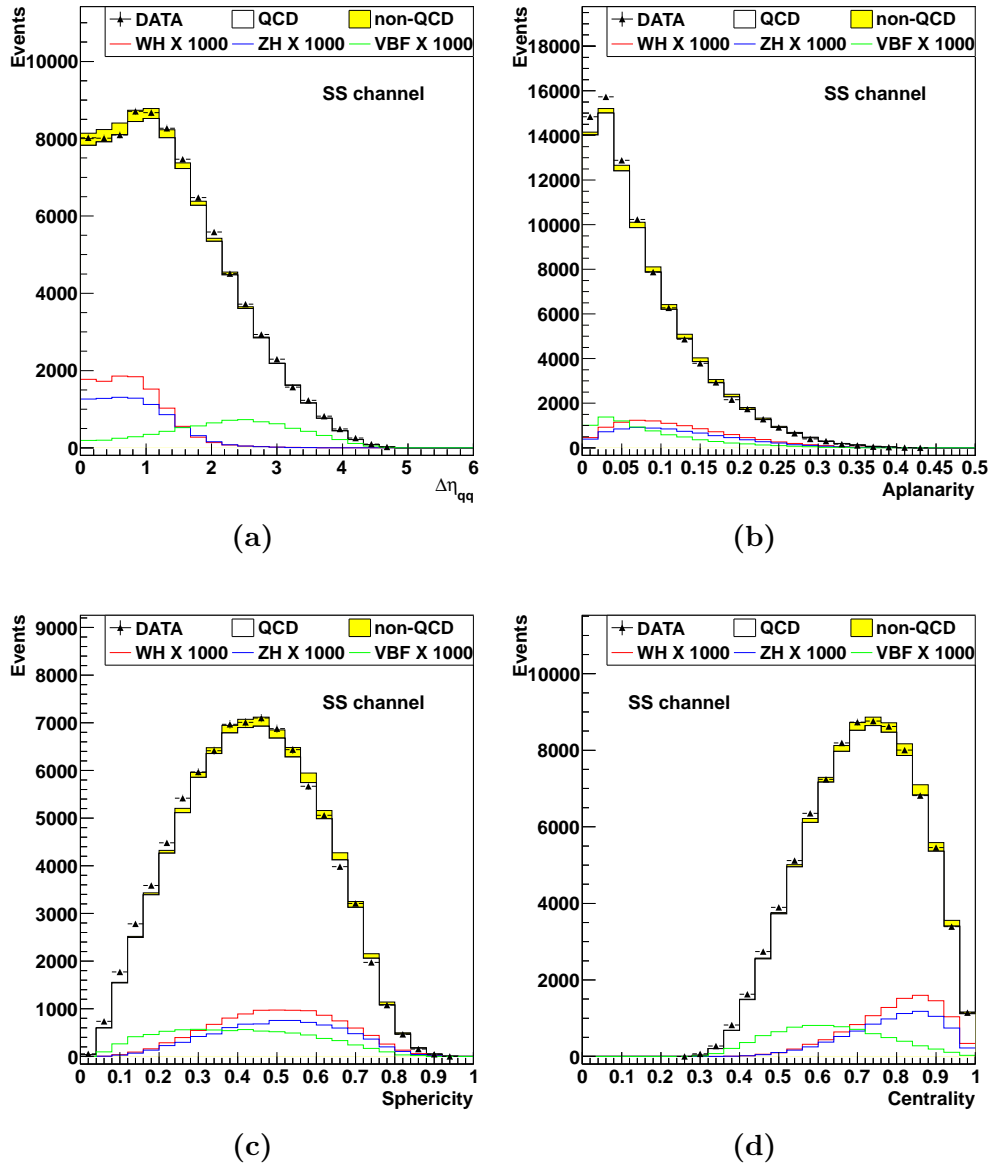 DATA QCD non-QCD
WH X 1000 ZH X 1000 VBF X 1000
SS channel
Events
10000
8000
6000
4000
2000
0
0 1 2 3 4 5 6
Δη_qq
(a)
DATA QCD non-QCD
WH X 1000 ZH X 1000 VBF X 1000
SS channel
Events
18000
16000
14000
12000
10000
8000
6000
4000
2000
0
0 0.05 0.1 0.15 0.2 0.25 0.3 0.35 0.4 0.45 0.5
Aplanarity
(b)
DATA QCD non-QCD
WH X 1000 ZH X 1000 VBF X 1000
SS channel
Events
9000
8000
7000
6000
5000
4000
3000
2000
1000
0
0 0.1 0.2 0.3 0.4 0.5 0.6 0.7 0.8 0.9 1
Sphericity
(c)
DATA QCD non-QCD
WH X 1000 ZH X 1000 VBF X 1000
SS channel
Events
10000
8000
6000
4000
2000
0
0 0.1 0.2 0.3 0.4 0.5 0.6 0.7 0.8 0.9 1
Centrality
(d)